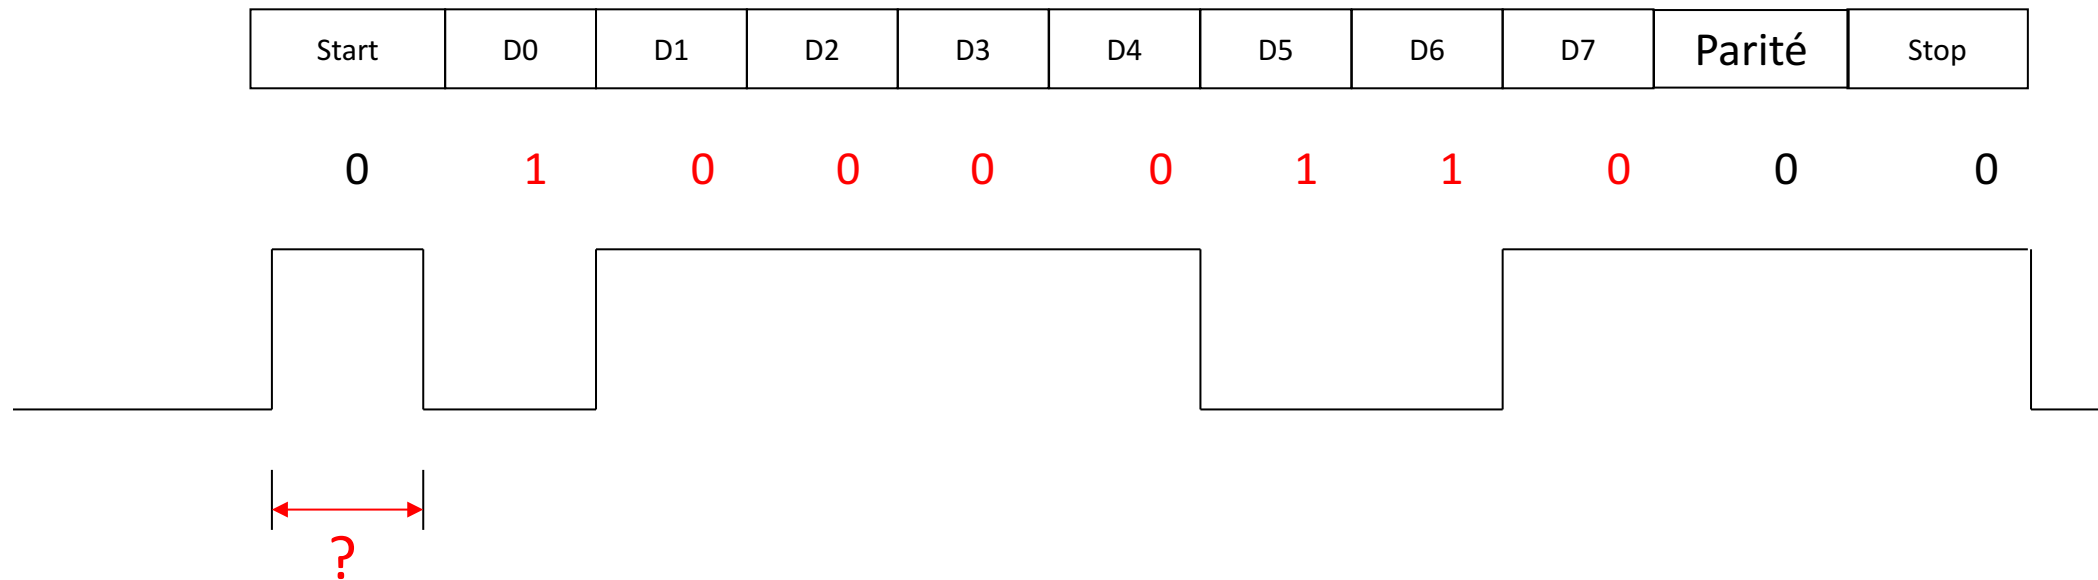 Start D0 D1 D2 D3 D4 D5 D6 D7 Parité Stop
0 1 0 0 0 0 1 1 0 0 0
?